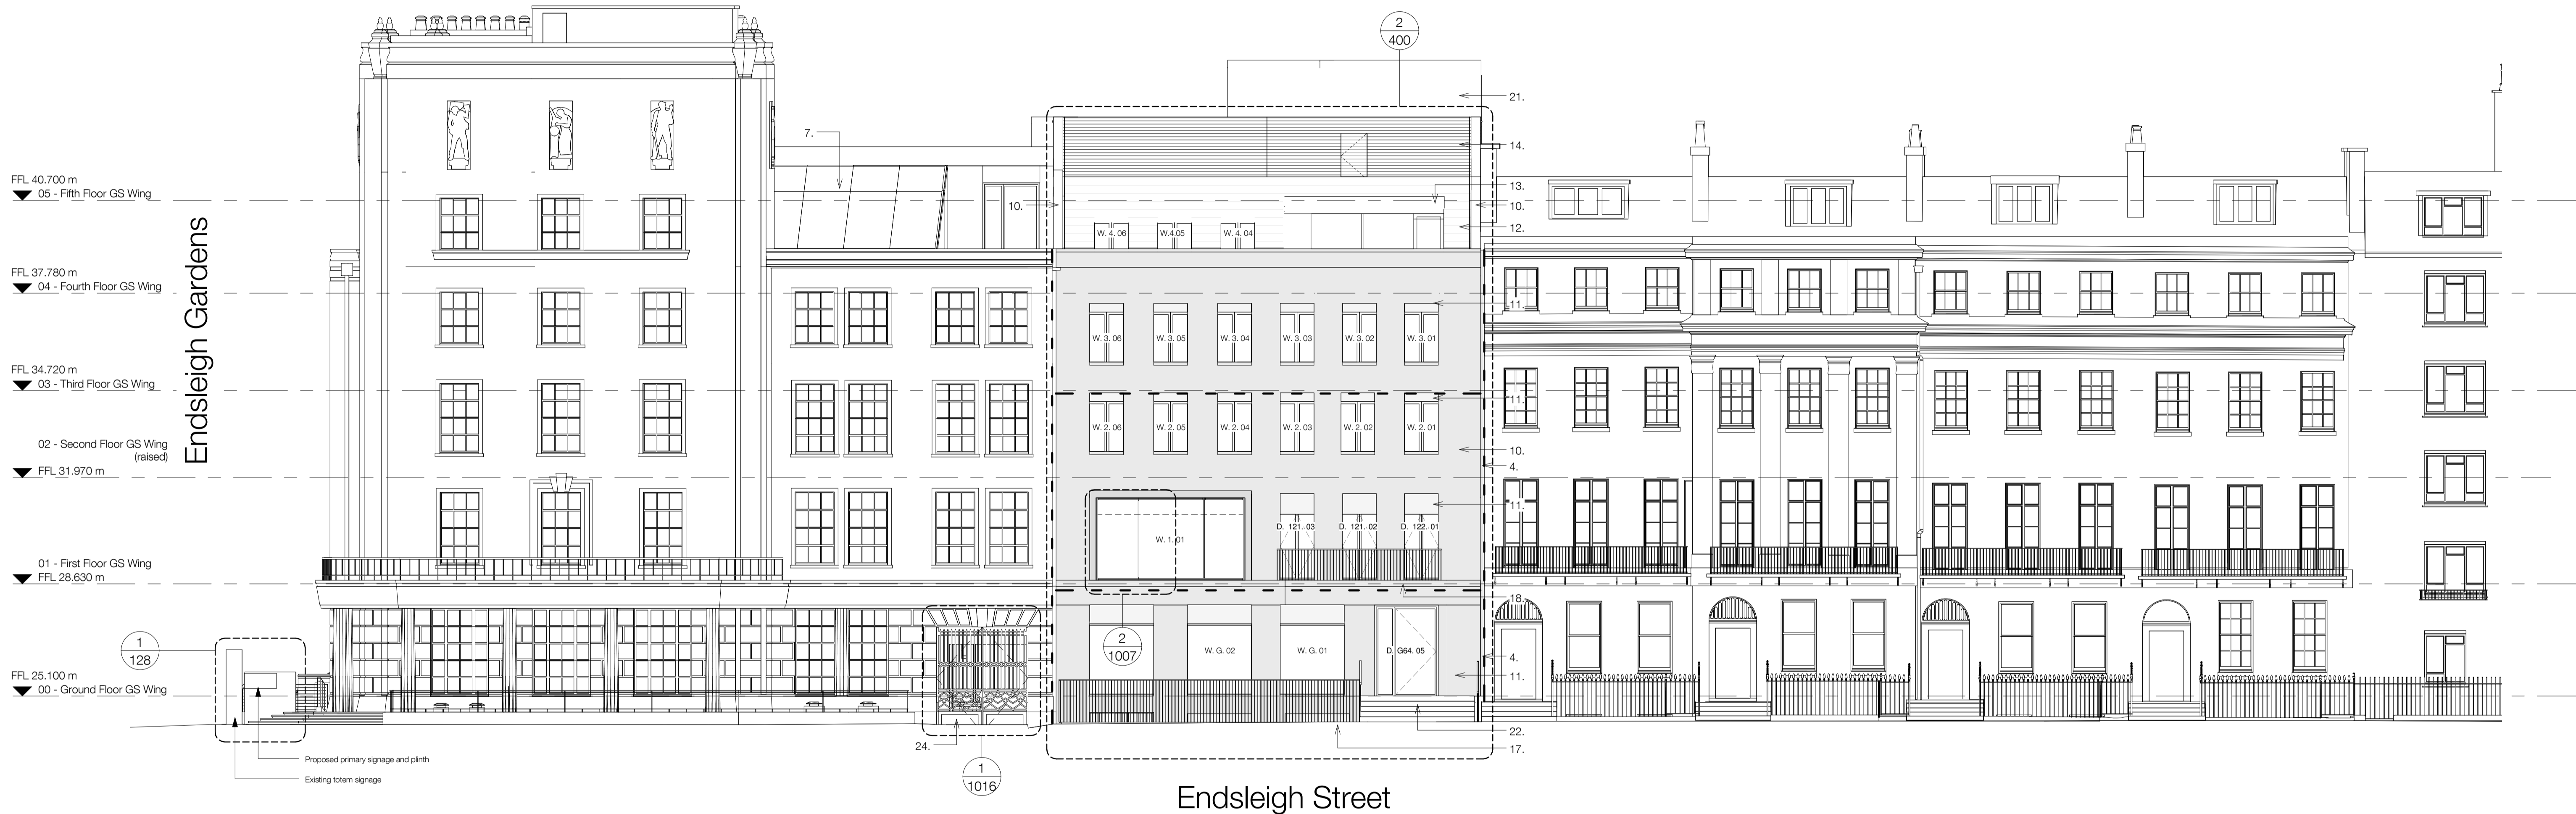 2
400
21.
14.
7.
13.
10.
10.
12.
FFL 40.700 m
05 - Fifth Floor GS Wing
W. 4. 06
W.4.05
W. 4. 04
Endsleigh Gardens
FFL 37.780 m
04 - Fourth Floor GS Wing
11.
W. 3. 06
W. 3. 05
W. 3. 04
W. 3. 03
W. 3. 02
W. 3. 01
FFL 34.720 m
03 - Third Floor GS Wing
11.
W. 2. 06
W. 2. 05
W. 2. 04
W. 2. 03
W. 2. 02
W. 2. 01
02 - Second Floor GS Wing
(raised)
FFL 31.970 m
10.
4.
11.
D. 121. 03
D. 121. 02
D. 122. 01
W. 1. 01
01 - First Floor GS Wing
FFL 28.630 m
18.
1
128
2
1007
W. G. 02
W. G. 01
D. G64. 05
4.
11.
FFL 25.100 m
00 - Ground Floor GS Wing
22.
24.
17.
Proposed primary signage and plinth
Existing totem signage
1
1016
Endsleigh Street